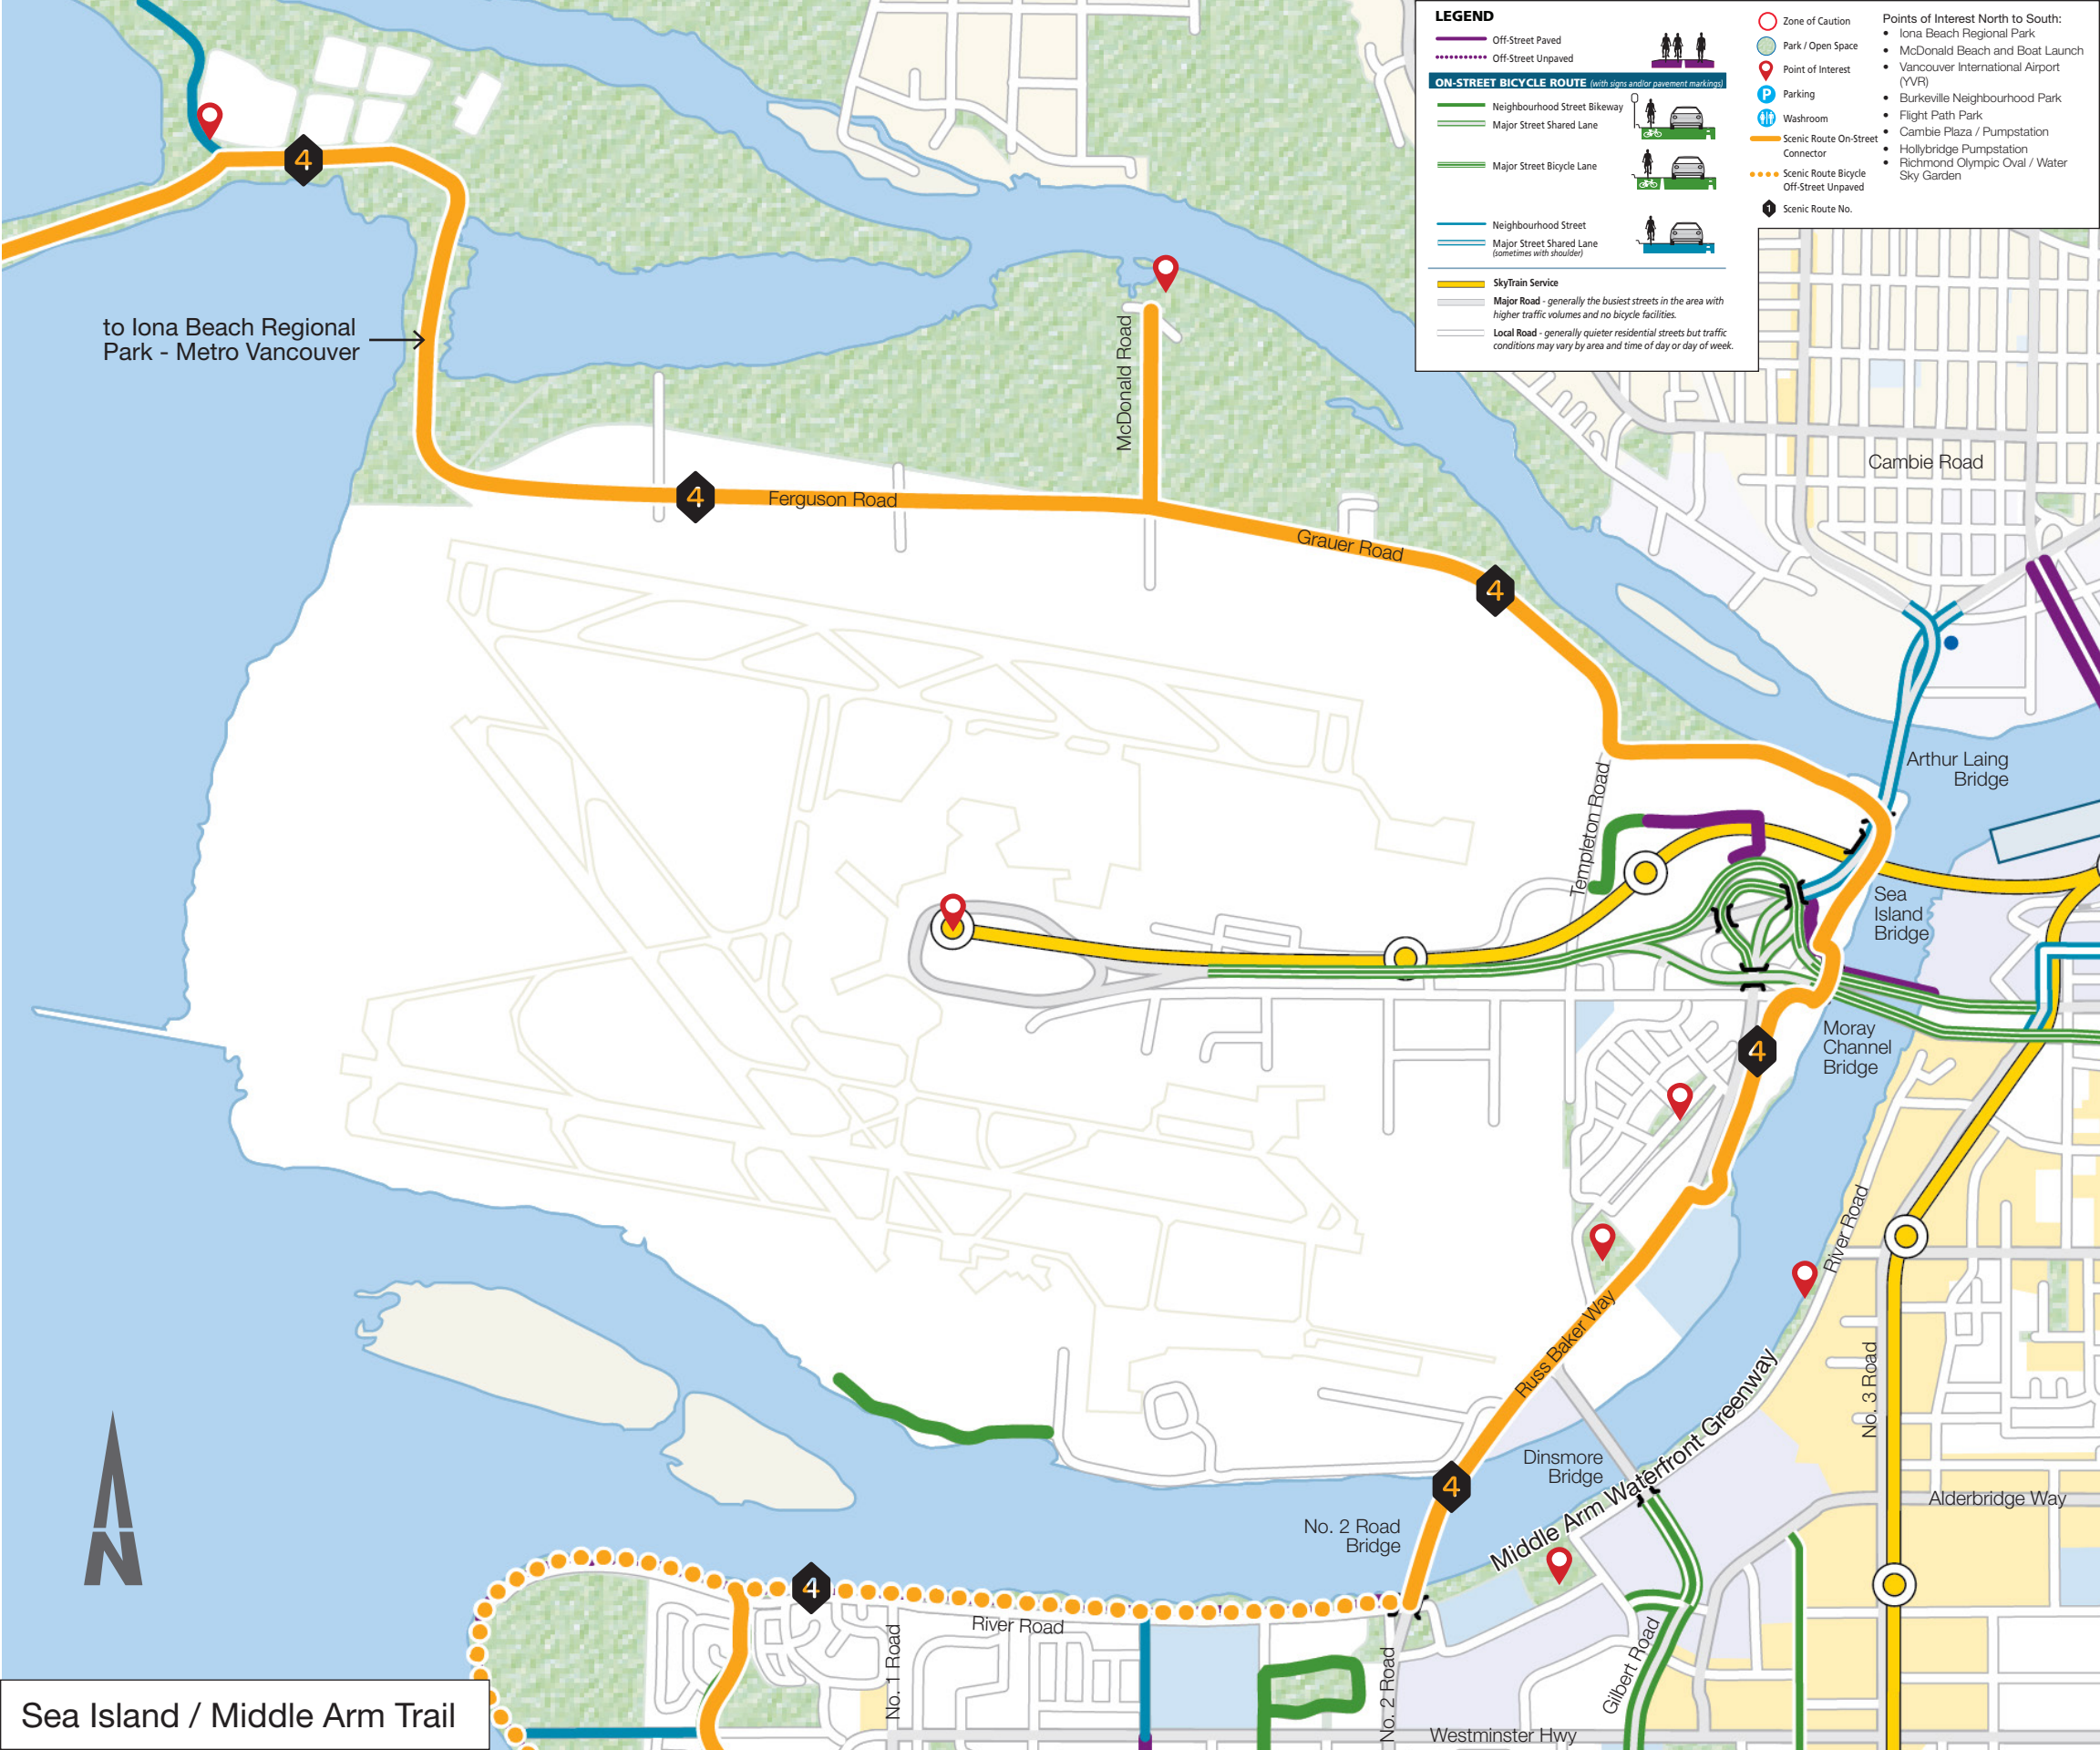 LEGEND
Off-Street Paved
Off-Street Unpaved
ON-STREET BICYCLE ROUTE (with signs and/or pavement markings)
Neighbourhood Street Bikeway
Major Street Shared Lane
Major Street Bicycle Lane
Neighbourhood Street
Major Street Shared Lane
(sometimes with shoulder)
SkyTrain Service
Major Road - generally the busiest streets in the area with
higher traffic volumes and no bicycle facilities.
Local Road - generally quieter residential streets but traffic
conditions may vary by area and time of day or day of week.
Zone of Caution
Park / Open Space
Point of Interest
P Parking
Washroom
Scenic Route On-Street
Connector
Scenic Route Bicycle
Off-Street Unpaved
1 Scenic Route No.
Points of Interest North to South:
• Iona Beach Regional Park
• McDonald Beach and Boat Launch
• Vancouver International Airport
(YVR)
• Burkeville Neighbourhood Park
• Flight Path Park
• Cambie Plaza / Pumpstation
• Hollybridge Pumpstation
• Richmond Olympic Oval / Water
Sky Garden
4
to Iona Beach Regional
Park - Metro Vancouver
McDonald Road
Cambie Road
4
Ferguson Road
Grauer Road
4
Arthur Laing
Bridge
Templeton Road
Sea
Island
Bridge
Moray
Channel
Bridge
4
River Road
Russ Baker Way
No. 3 Road
Middle Arm Waterfront Greenway
Dinsmore
Bridge
4
Alderbridge Way
No. 2 Road
Bridge
4
River Road
No. 1 Road
No. 2 Road
Gilbert Road
Westminster Hwy
N
Sea Island / Middle Arm Trail